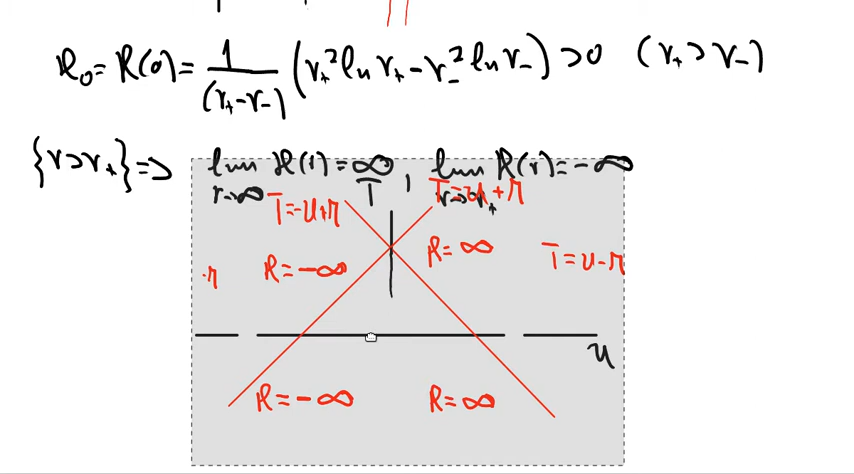 R₀ = R(0) = 1/(r₊ - r₋) (r₊² ln r₊ - r₋² ln r₋) > 0 (r₊ > r₋)
{r > r₊} => lim r→∞ R(r) = ∞, lim r→r₊ R(r) = -∞
T
T = -u + π
T = u + π
R = -∞
R = ∞
T = u - π
-π
u
R = -∞
R = ∞